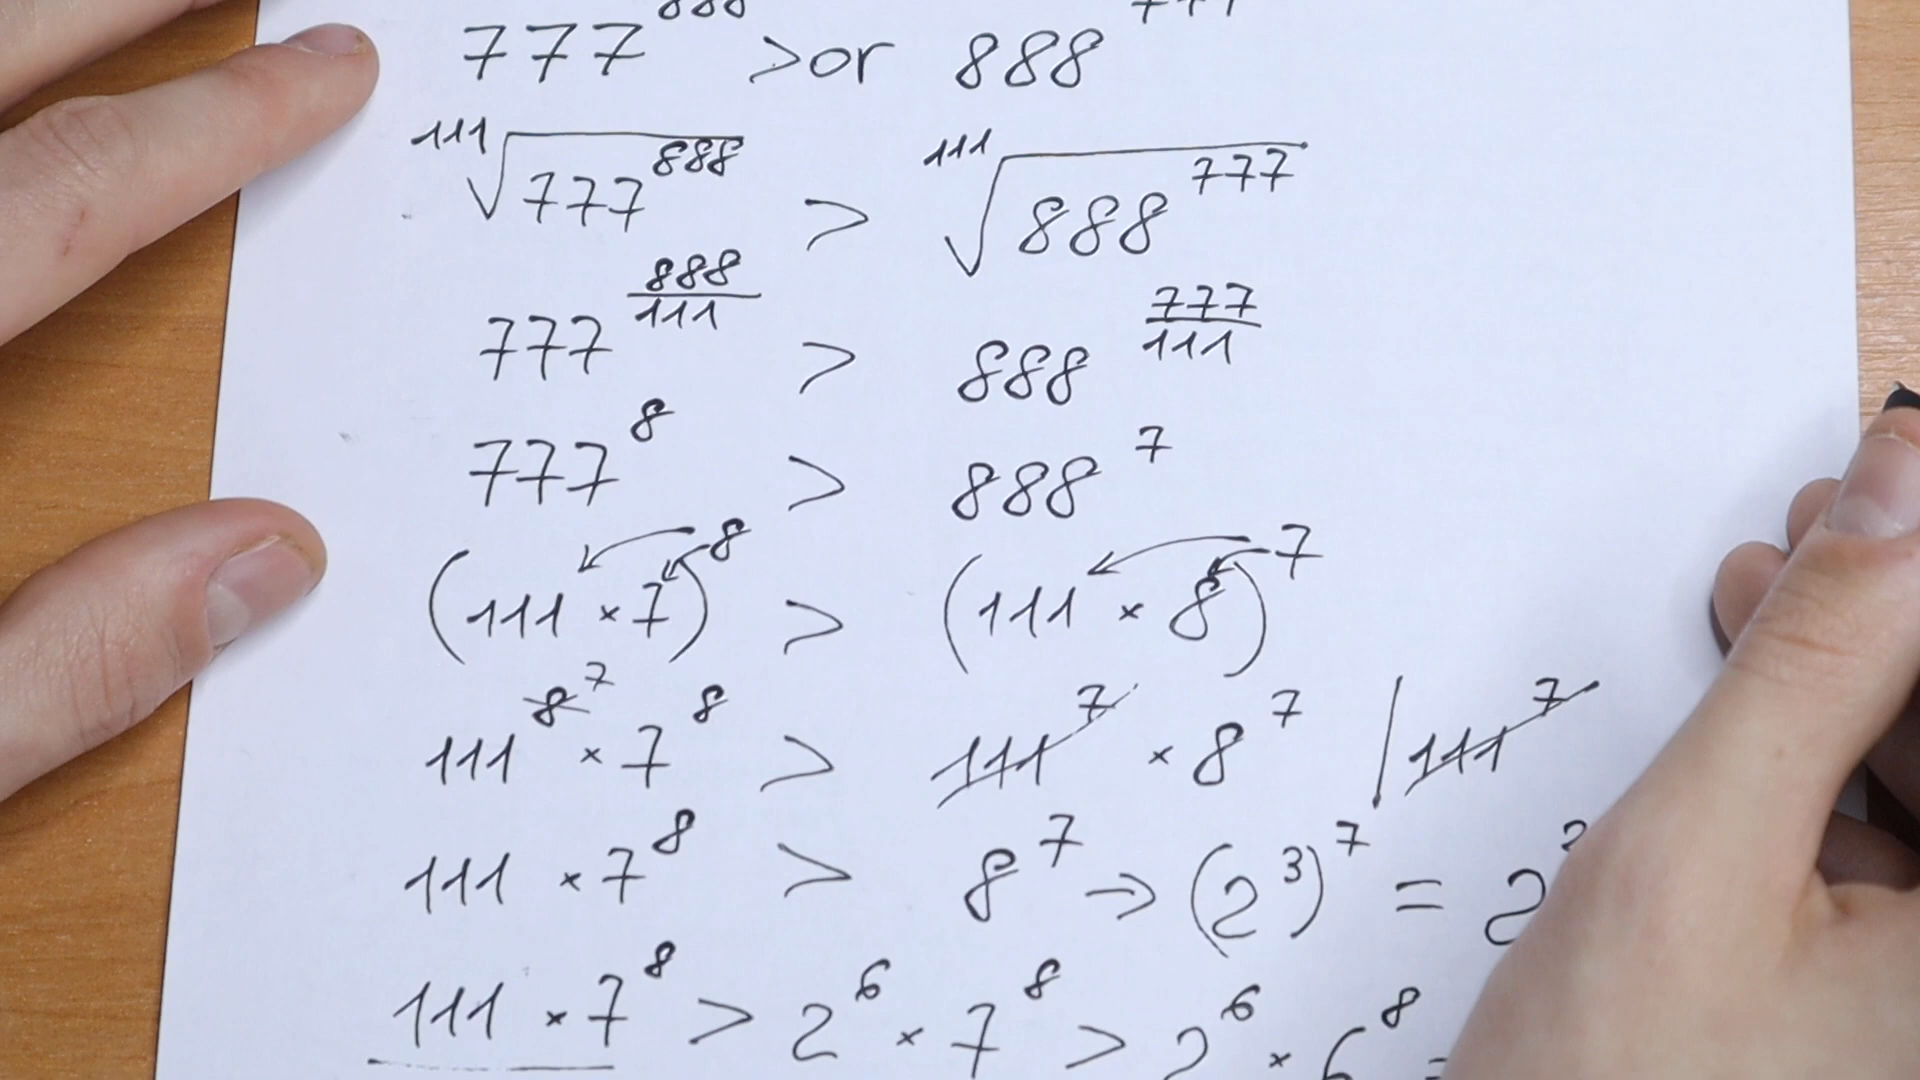 777^888 > or 888^777
¹¹¹√777^888 > ¹¹¹√888^777
777^(888/111) > 888^(777/111)
777^8 > 888^7
(111 × 7)^8 > (111 × 8)^7
111^8 7 × 7^8 > 111^7 × 8^7 | 111^7
111 × 7^8 > 8^7 ⇒ (2^3)^7 = 2^2
111 × 7^8 > 2^6 × 7^8 > 2^6 × 6^8 =